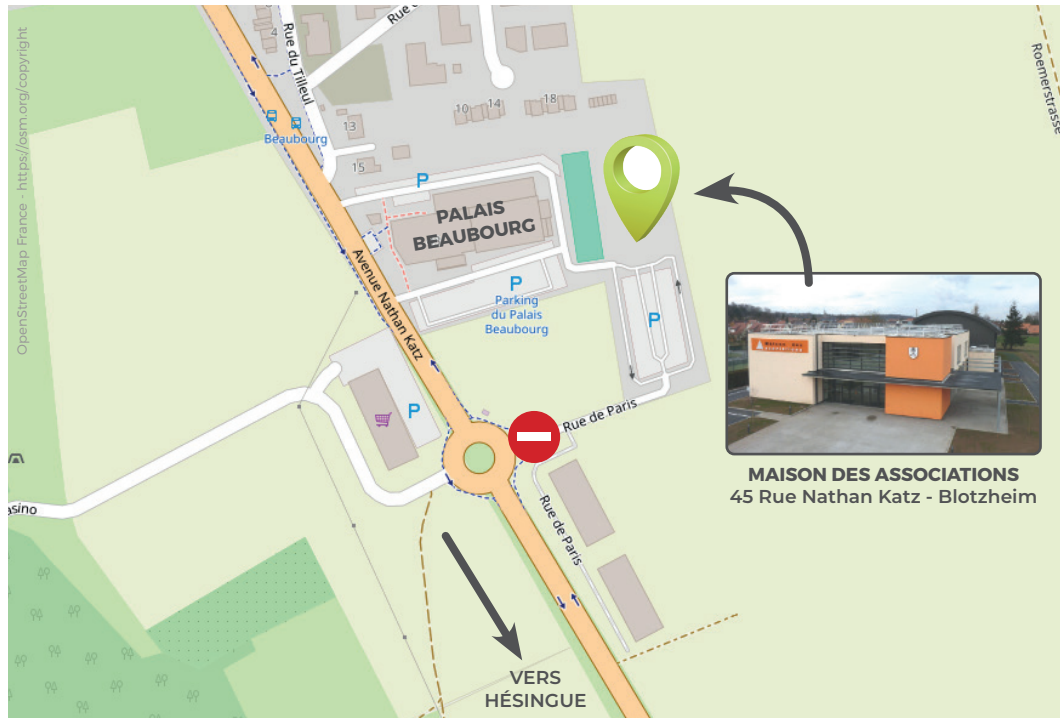 OpenStreetMap France - https://osm.org/copyright
Rue du Tilleul
4
Roemerstrasse
10
14
18
13
15
Beaubourg
P
PALAIS
BEAUBOURG
P
Parking
du Palais
Beaubourg
P
Avenue Nathan Katz
P
Rue de Paris
Rue de Paris
MAISON DES ASSOCIATIONS
45 Rue Nathan Katz - Blotzheim
asino
VERS
HÉSINGUE